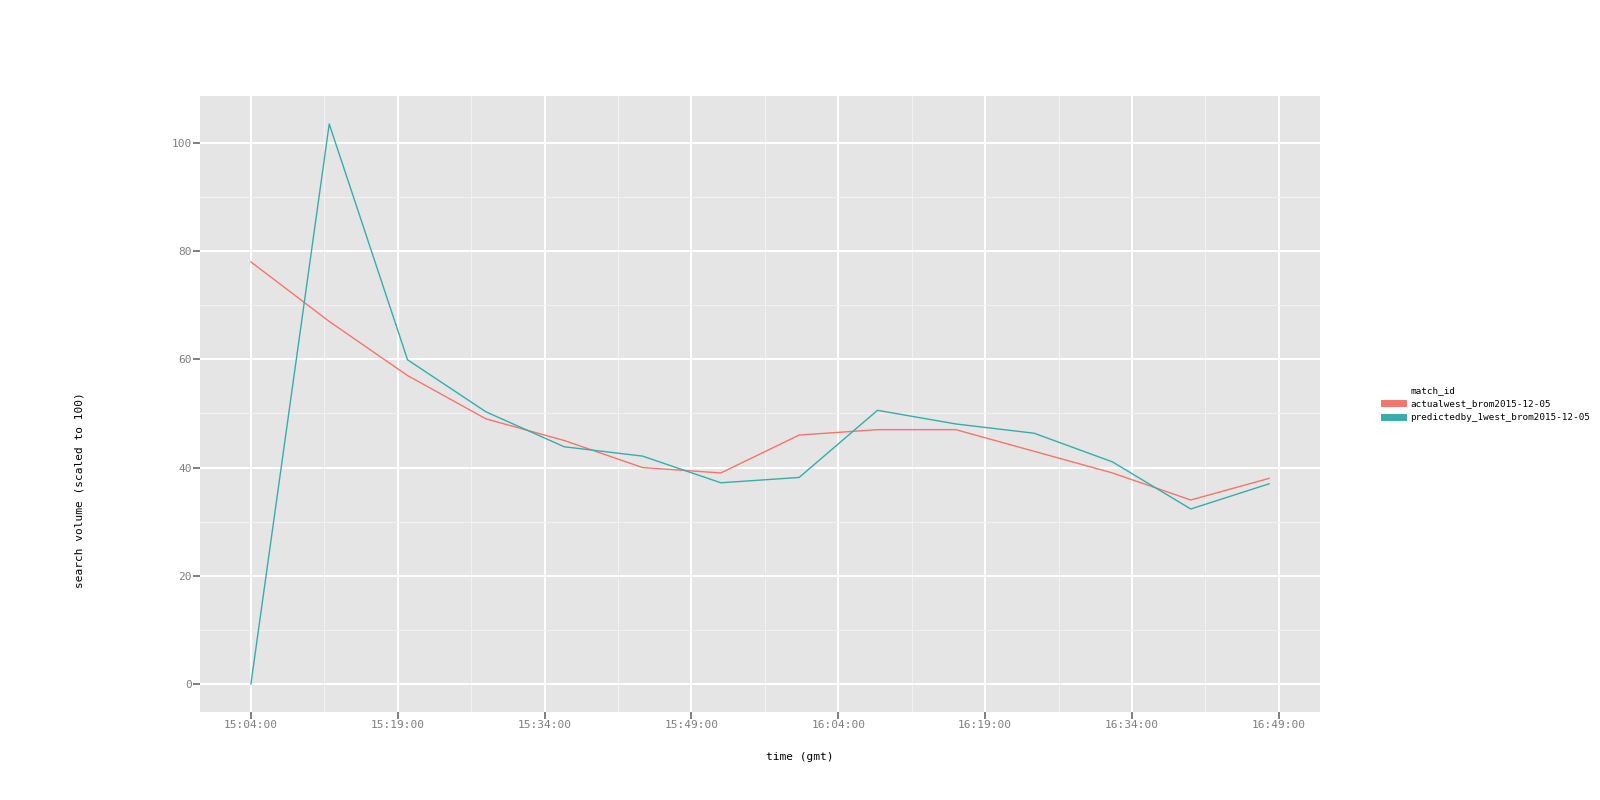 100
80
60
40
20
0
search volume (scaled to 100)
15:04:00 15:19:00 15:34:00 15:49:00 16:04:00 16:19:00 16:34:00 16:49:00
time (gmt)
match_id
actualwest_brom2015-12-05
predictedby_1west_brom2015-12-05